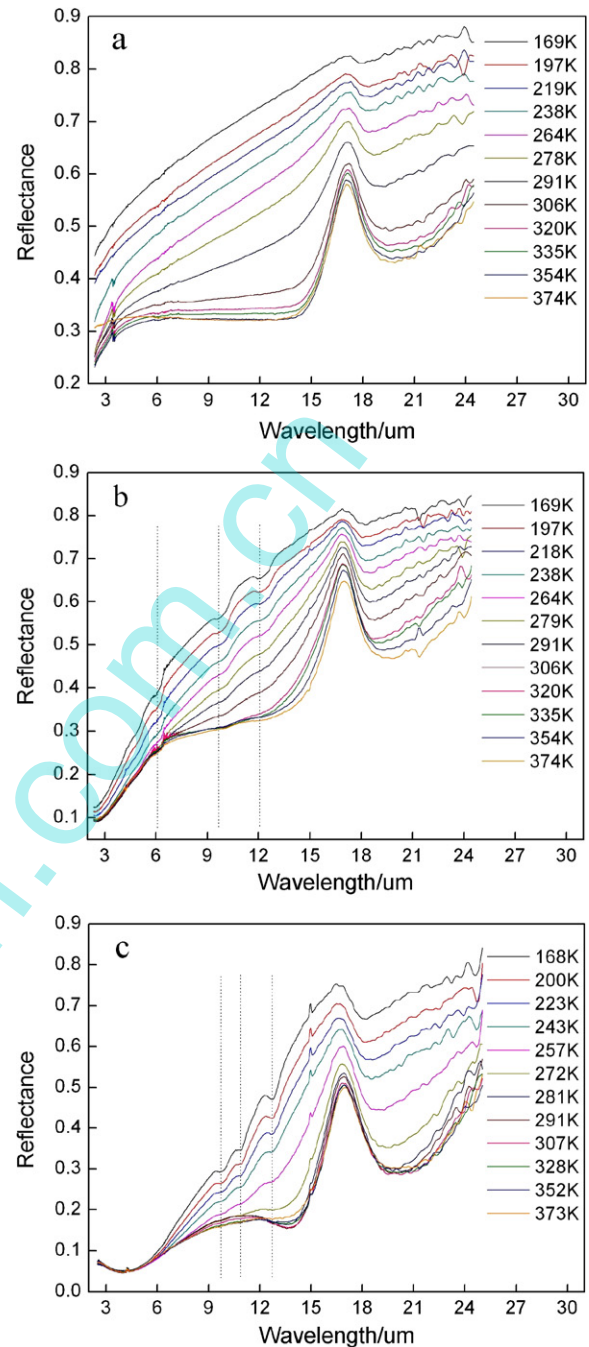 a
0.9
0.8
0.7
0.6
0.5
0.4
0.3
0.2
Reflectance
3 6 9 12 15 18 21 24 27 30
Wavelength/um
169K
197K
219K
238K
264K
278K
291K
306K
320K
335K
354K
374K
b
0.9
0.8
0.7
0.6
0.5
0.4
0.3
0.2
0.1
Reflectance
3 6 9 12 15 18 21 24 27 30
Wavelength/um
169K
197K
218K
238K
264K
279K
291K
306K
320K
335K
354K
374K
c
0.9
0.8
0.7
0.6
0.5
0.4
0.3
0.2
0.1
0.0
Reflectance
3 6 9 12 15 18 21 24 27 30
Wavelength/um
168K
200K
223K
243K
257K
272K
281K
291K
307K
328K
352K
373K
.com.cn